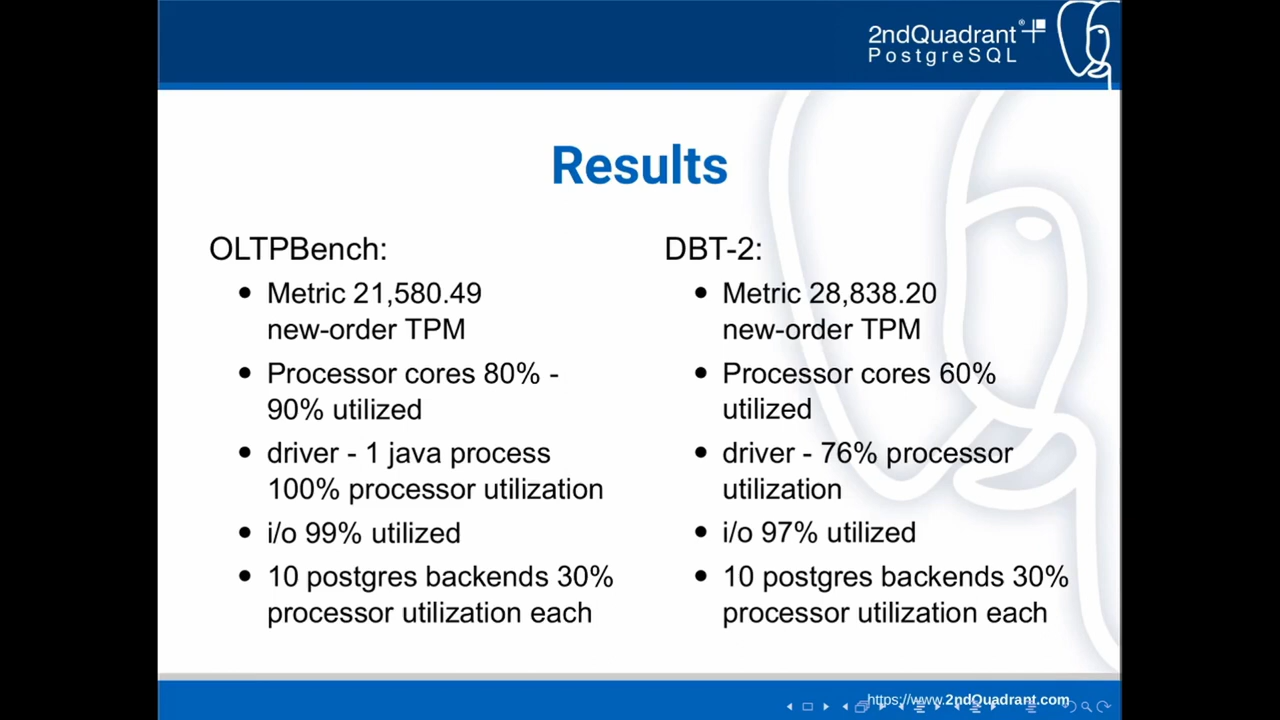 2ndQuadrant®
PostgreSQL
Results
OLTPBench:
• Metric 21,580.49
new-order TPM
• Processor cores 80% -
90% utilized
• driver - 1 java process
100% processor utilization
• i/o 99% utilized
• 10 postgres backends 30%
processor utilization each
DBT-2:
• Metric 28,838.20
new-order TPM
• Processor cores 60%
utilized
• driver - 76% processor
utilization
• i/o 97% utilized
• 10 postgres backends 30%
processor utilization each
https://www.2ndQuadrant.com